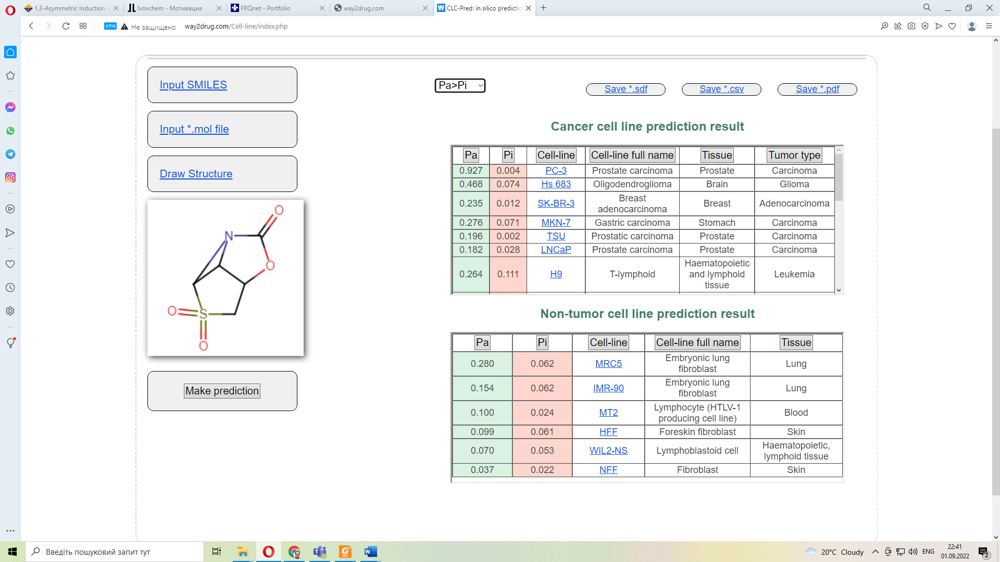 1,3-Asymmetric Induction i
Ivovchem - Мотивация
FRQnet - Portfolio
way2drug.com
CLC-Pred: in silico predictic
VPN
Не защищено
way2drug.com/Cell-line/index.php
Input SMILES
Input *.mol file
Draw Structure
O
N
O
O
S
O
Make prediction
Pa>Pi
Save *.sdf
Save *.csv
Save *.pdf
Cancer cell line prediction result
Pa Pi Cell-line Cell-line full name Tissue Tumor type
0.927 0.004 PC-3 Prostate carcinoma Prostate Carcinoma
0.468 0.074 Hs 683 Oligodendroglioma Brain Glioma
0.235 0.012 SK-BR-3 Breast adenocarcinoma Breast Adenocarcinoma
0.276 0.071 MKN-7 Gastric carcinoma Stomach Carcinoma
0.196 0.002 TSU Prostatic carcinoma Prostate Carcinoma
0.182 0.028 LNCaP Prostate carcinoma Prostate Carcinoma
0.264 0.111 H9 T-lymphoid Haematopoietic and lymphoid tissue Leukemia
Non-tumor cell line prediction result
Pa Pi Cell-line Cell-line full name Tissue
0.280 0.062 MRC5 Embryonic lung fibroblast Lung
0.154 0.062 IMR-90 Embryonic lung fibroblast Lung
0.100 0.024 MT2 Lymphocyte (HTLV-1 producing cell line) Blood
0.099 0.061 HFF Foreskin fibroblast Skin
0.070 0.053 WIL2-NS Lymphoblastoid cell Haematopoietic, lymphoid tissue
0.037 0.022 NFF Fibroblast Skin
Введіть пошуковий запит тут
20°C Cloudy
ENG
22:41
01.09.2022
2